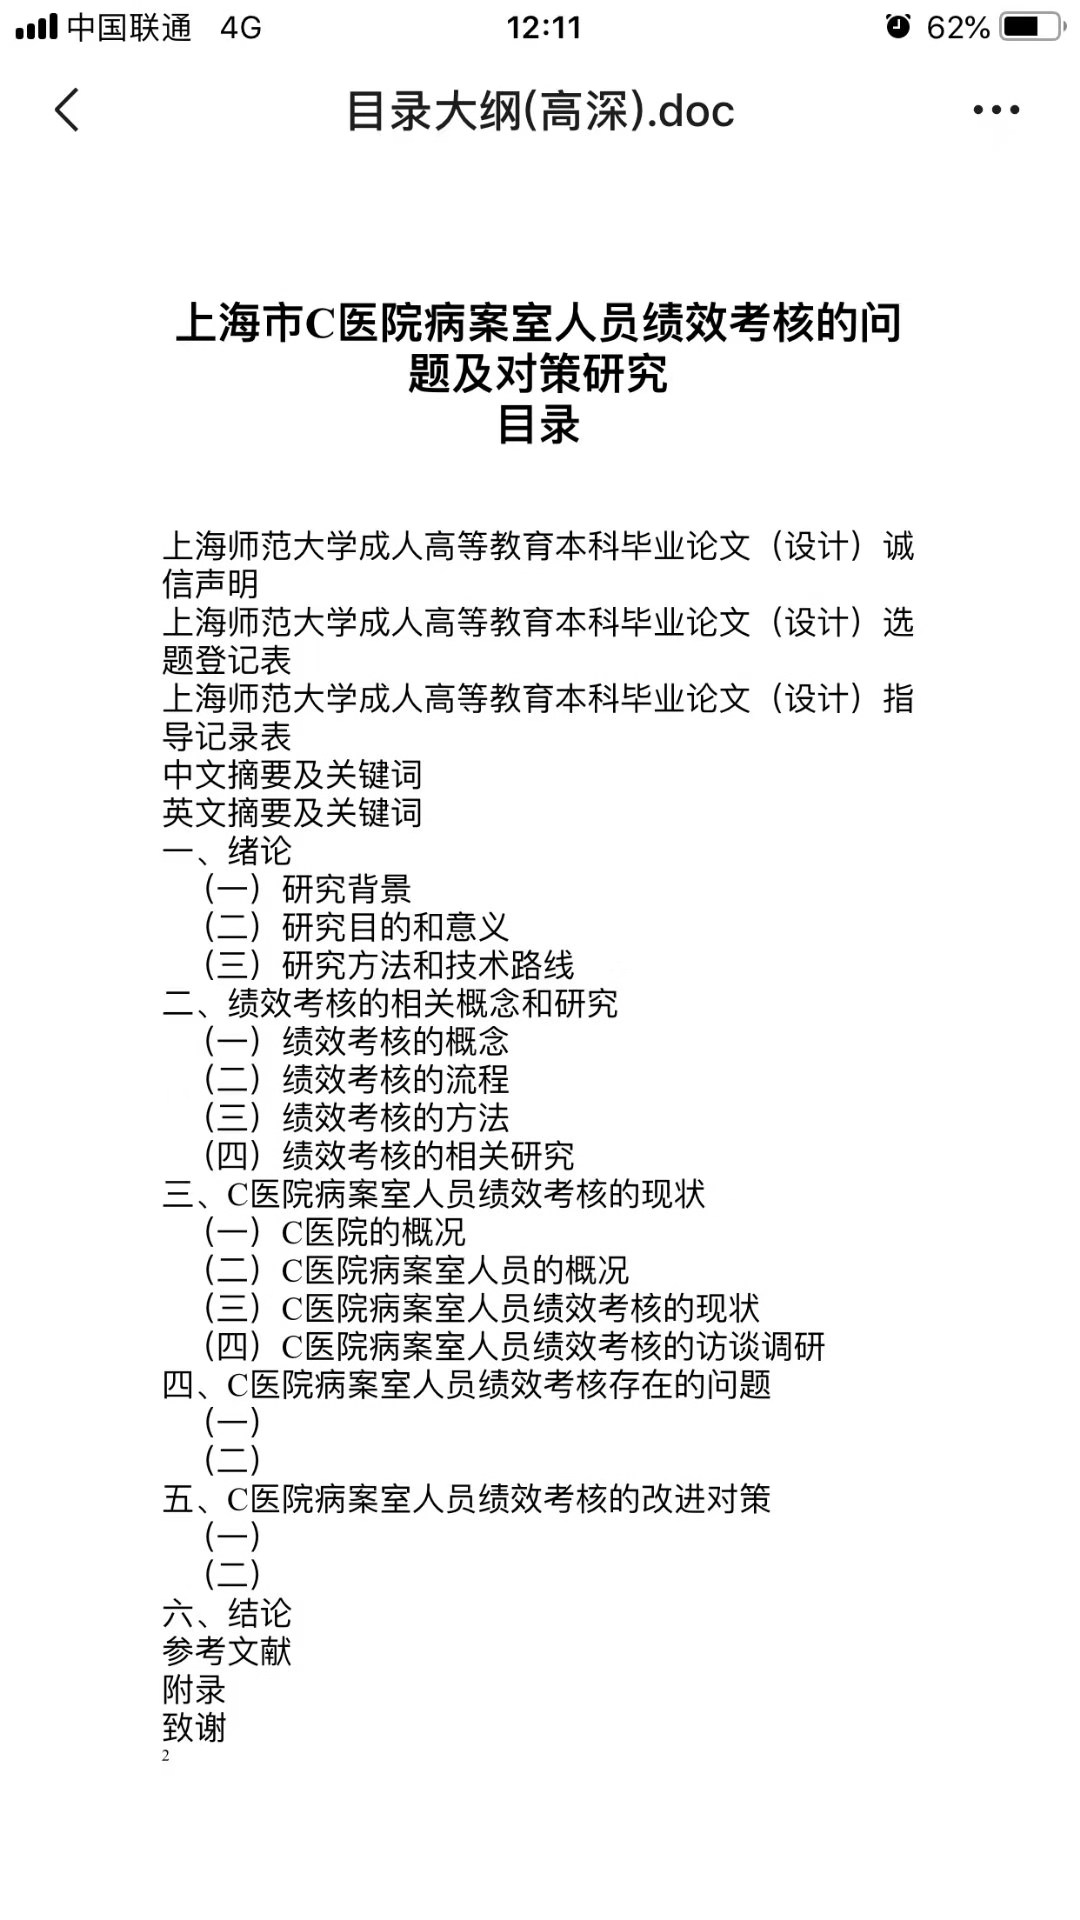 中国联通 4G 12:11 62%
目录大纲(高深).doc
上海市C医院病案室人员绩效考核的问
题及对策研究
目录
上海师范大学成人高等教育本科毕业论文（设计）诚
信声明
上海师范大学成人高等教育本科毕业论文（设计）选
题登记表
上海师范大学成人高等教育本科毕业论文（设计）指
导记录表
中文摘要及关键词
英文摘要及关键词
一、绪论
（一）研究背景
（二）研究目的和意义
（三）研究方法和技术路线
二、绩效考核的相关概念和研究
（一）绩效考核的概念
（二）绩效考核的流程
（三）绩效考核的方法
（四）绩效考核的相关研究
三、C医院病案室人员绩效考核的现状
（一）C医院的概况
（二）C医院病案室人员的概况
（三）C医院病案室人员绩效考核的现状
（四）C医院病案室人员绩效考核的访谈调研
四、C医院病案室人员绩效考核存在的问题
（一）
（二）
五、C医院病案室人员绩效考核的改进对策
（一）
（二）
六、结论
参考文献
附录
致谢
2